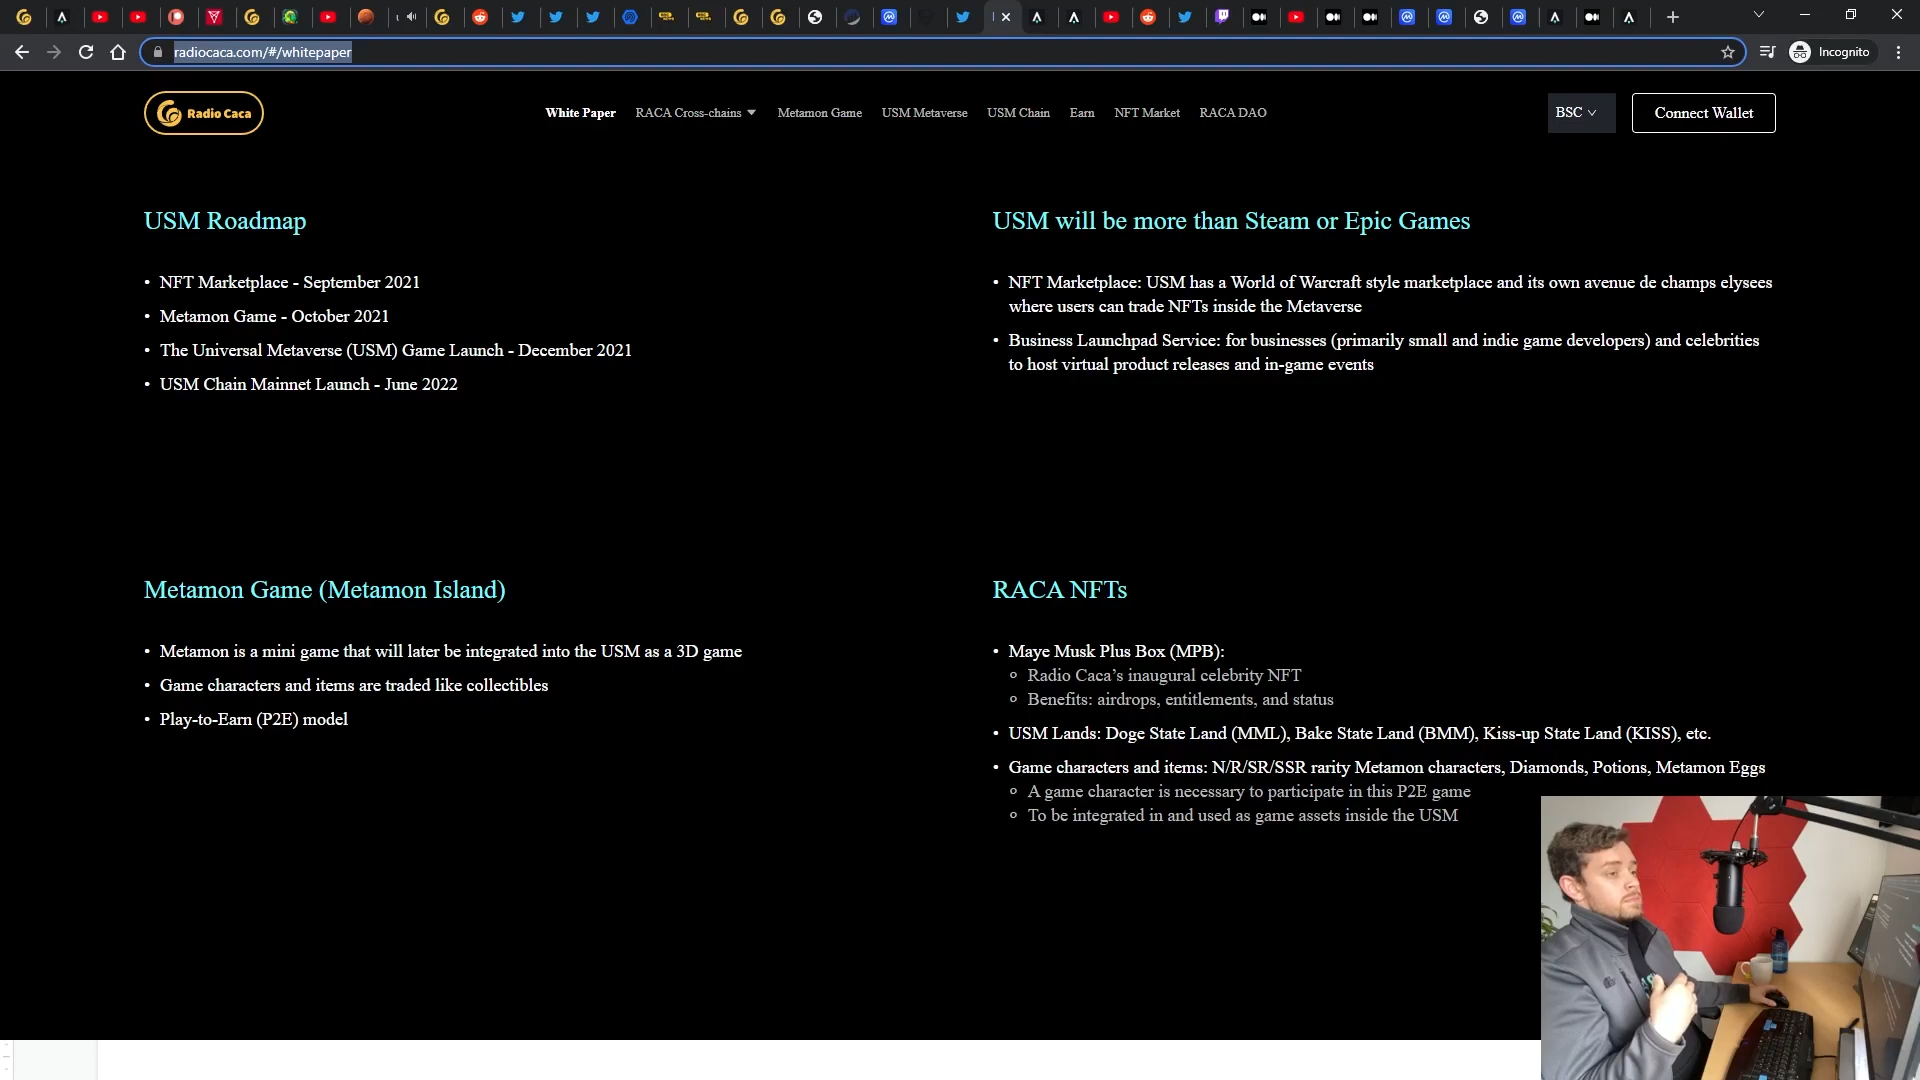 radiocaca.com/#/whitepaper
Incognito
Radio Caca
White Paper
RACA Cross-chains
Metamon Game
USM Metaverse
USM Chain
Earn
NFT Market
RACA DAO
BSC
Connect Wallet
USM Roadmap
• NFT Marketplace - September 2021
• Metamon Game - October 2021
• The Universal Metaverse (USM) Game Launch - December 2021
• USM Chain Mainnet Launch - June 2022
USM will be more than Steam or Epic Games
• NFT Marketplace: USM has a World of Warcraft style marketplace and its own avenue de champs elysees
where users can trade NFTs inside the Metaverse
• Business Launchpad Service: for businesses (primarily small and indie game developers) and celebrities
to host virtual product releases and in-game events
Metamon Game (Metamon Island)
• Metamon is a mini game that will later be integrated into the USM as a 3D game
• Game characters and items are traded like collectibles
• Play-to-Earn (P2E) model
RACA NFTs
• Maye Musk Plus Box (MPB):
Radio Caca’s inaugural celebrity NFT
Benefits: airdrops, entitlements, and status
• USM Lands: Doge State Land (MML), Bake State Land (BMM), Kiss-up State Land (KISS), etc.
• Game characters and items: N/R/SR/SSR rarity Metamon characters, Diamonds, Potions, Metamon Eggs
A game character is necessary to participate in this P2E game
To be integrated in and used as game assets inside the USM